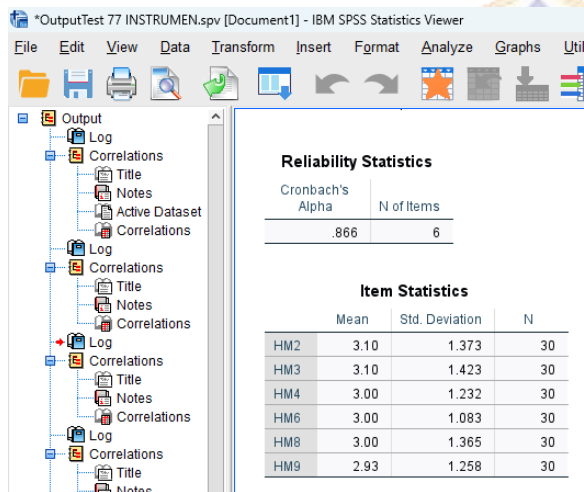 *OutputTest 77 INSTRUMEN.spv [Document1] - IBM SPSS Statistics Viewer
File Edit View Data Transform Insert Format Analyze Graphs
Output
Log
Correlations
Title
Notes
Active Dataset
Correlations
Log
Correlations
Title
Notes
Correlations
Log
Correlations
Title
Notes
Correlations
Log
Correlations
Title
Notes
Reliability Statistics
Cronbach's
Alpha N of Items
.866 6
Item Statistics
Mean Std. Deviation N
HM2 3.10 1.373 30
HM3 3.10 1.423 30
HM4 3.00 1.232 30
HM6 3.00 1.083 30
HM8 3.00 1.365 30
HM9 2.93 1.258 30